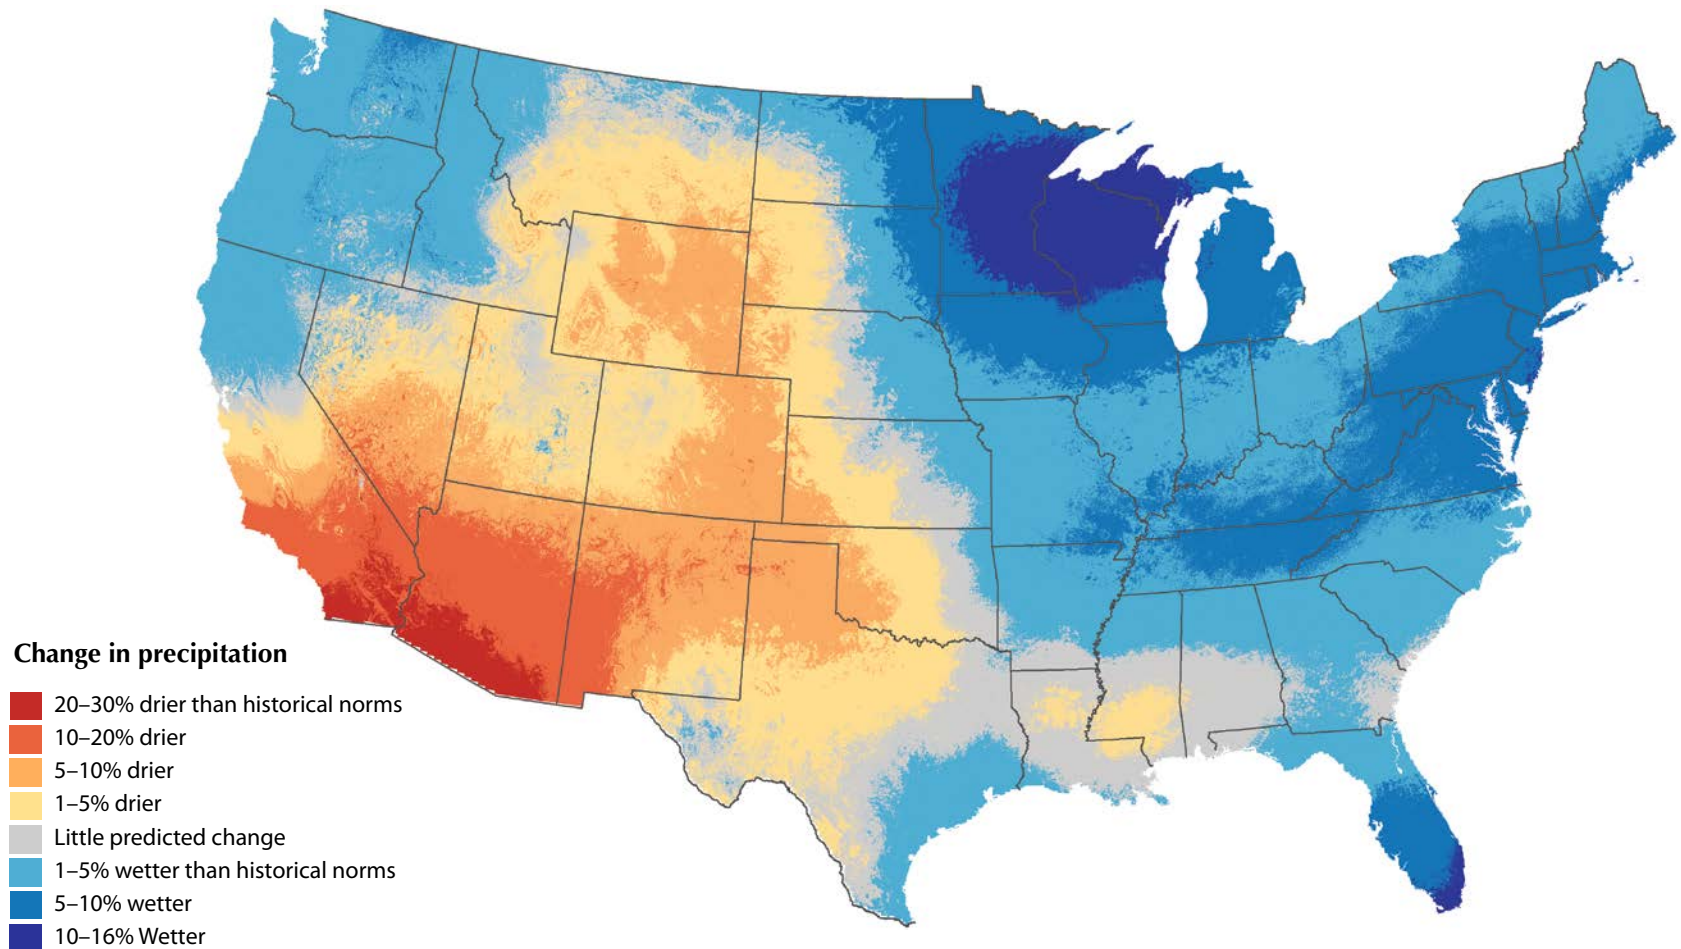 Change in precipitation
20–30% drier than historical norms
10–20% drier
5–10% drier
1–5% drier
Little predicted change
1–5% wetter than historical norms
5–10% wetter
10–16% Wetter